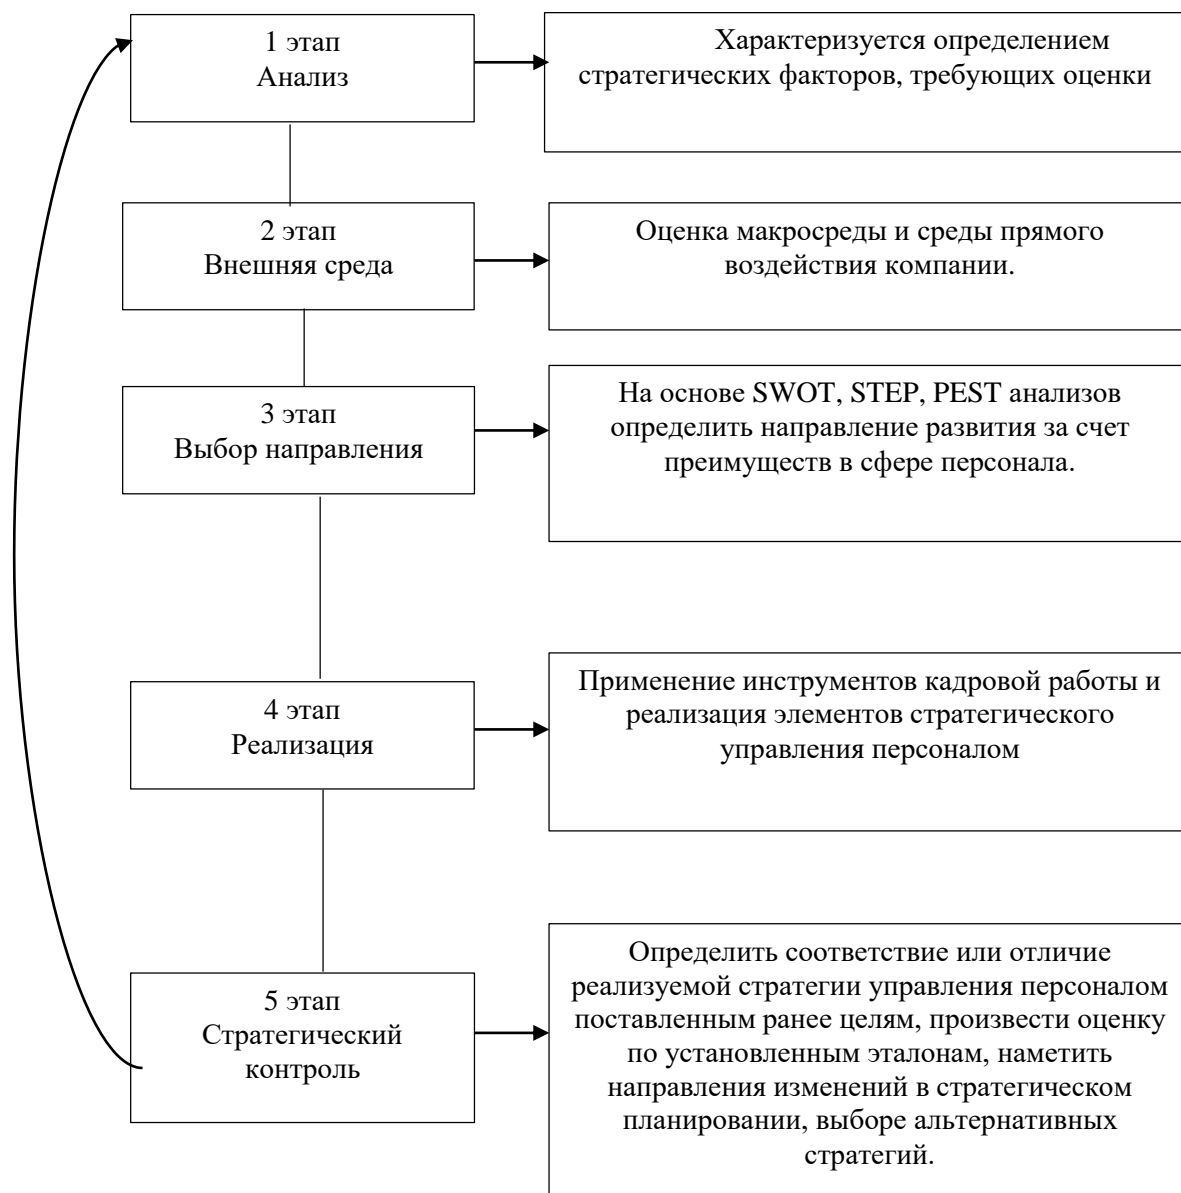 1 этап
Анализ
Характеризуется определением
стратегических факторов, требующих оценки
2 этап
Внешняя среда
Оценка макросреды и среды прямого
воздействия компании.
3 этап
Выбор направления
На основе SWOT, STEP, PEST анализов
определить направление развития за счет
преимуществ в сфере персонала.
4 этап
Реализация
Применение инструментов кадровой работы и
реализация элементов стратегического
управления персоналом
5 этап
Стратегический
контроль
Определить соответствие или отличие
реализуемой стратегии управления персоналом
поставленным ранее целям, произвести оценку
по установленным эталонам, наметить
направления изменений в стратегическом
планировании, выборе альтернативных
стратегий.